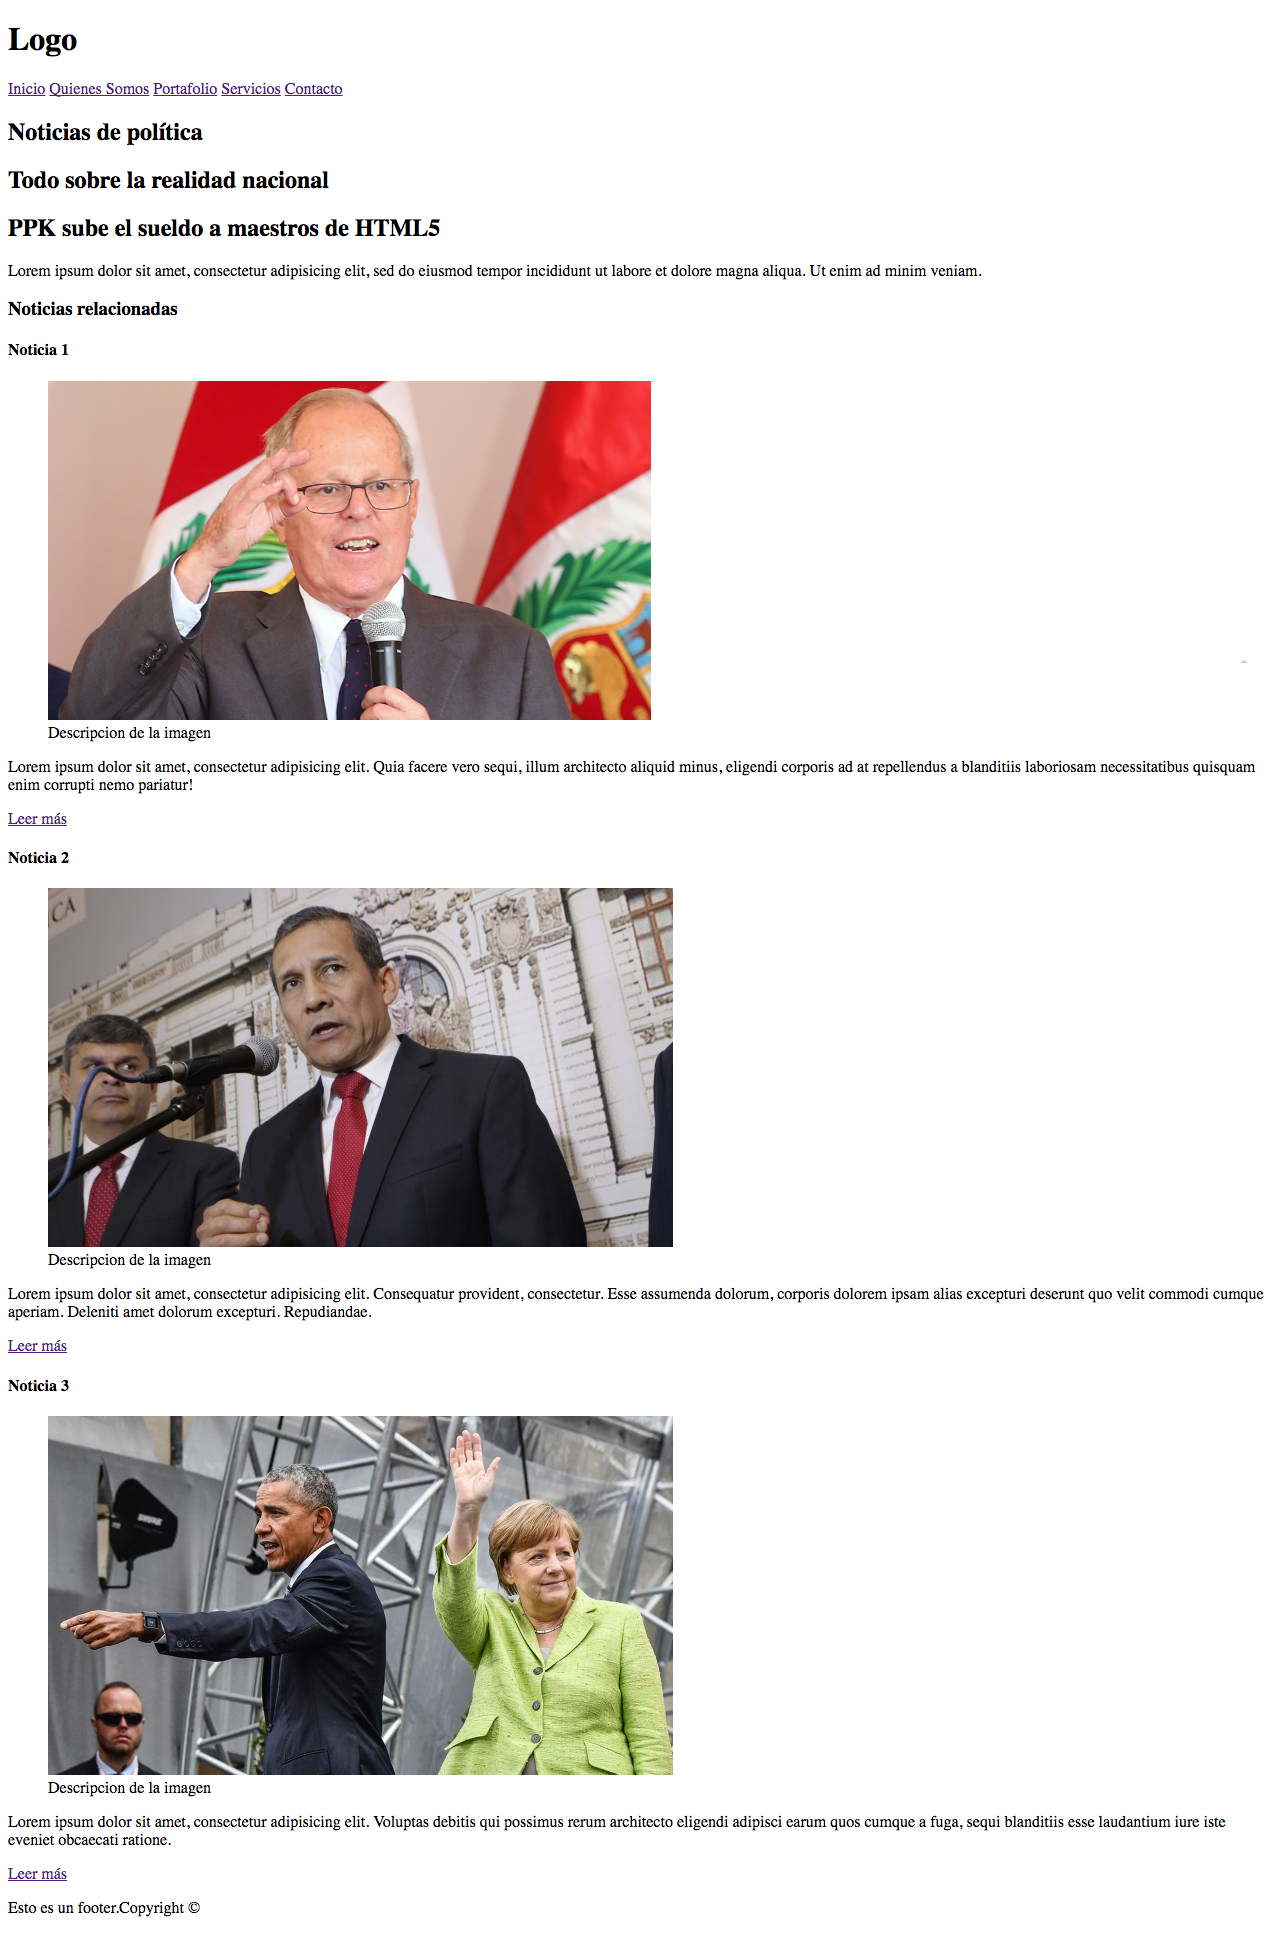 Logo
Inicio Quienes Somos Portafolio Servicios Contacto
Noticias de política
Todo sobre la realidad nacional
PPK sube el sueldo a maestros de HTML5
Lorem ipsum dolor sit amet, consectetur adipisicing elit, sed do eiusmod tempor incididunt ut labore et dolore magna aliqua. Ut enim ad minim veniam.
Noticias relacionadas
Noticia 1
Descripcion de la imagen
Lorem ipsum dolor sit amet, consectetur adipisicing elit. Quia facere vero sequi, illum architecto aliquid minus, eligendi corporis ad at repellendus a blanditiis laboriosam necessitatibus quisquam
enim corrupti nemo pariatur!
Leer más
Noticia 2
CA
Descripcion de la imagen
Lorem ipsum dolor sit amet, consectetur adipisicing elit. Consequatur provident, consectetur. Esse assumenda dolorum, corporis dolorem ipsam alias excepturi deserunt quo velit commodi cumque
aperiam. Deleniti amet dolorum excepturi. Repudiandae.
Leer más
Noticia 3
Descripcion de la imagen
Lorem ipsum dolor sit amet, consectetur adipisicing elit. Voluptas debitis qui possimus rerum architecto eligendi adipisci earum quos cumque a fuga, sequi blanditiis esse laudantium iure iste
eveniet obcaecati ratione.
Leer más
Esto es un footer.Copyright ©